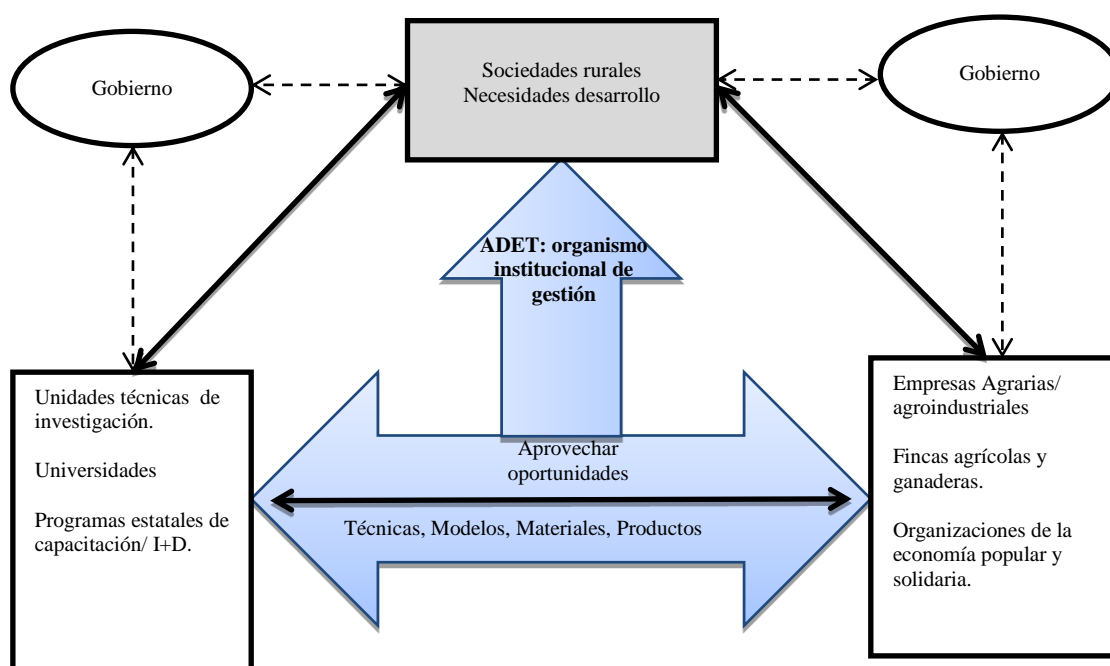 Gobierno
Sociedades rurales
Necesidades desarrollo
Gobierno
ADET: organismo
institucional de
gestión
Unidades técnicas de
investigación.
Universidades
Programas estatales de
capacitación/ I+D.
Aprovechar
oportunidades
Técnicas, Modelos, Materiales, Productos
Empresas Agrarias/
agroindustriales
Fincas agrícolas y
ganaderas.
Organizaciones de la
economía popular y
solidaria.